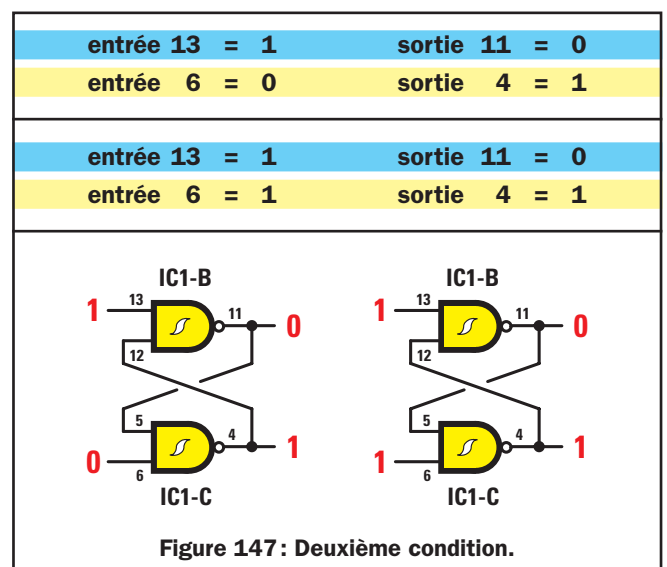 entrée 13 = 1 sortie 11 = 0
entrée 6 = 0 sortie 4 = 1
entrée 13 = 1 sortie 11 = 0
entrée 6 = 1 sortie 4 = 1
IC1-B IC1-B
1 13 11 0 1 13 11 0
12 12
5 4 1 5 4 1
0 6 1 6
IC1-C IC1-C
Figure 147: Deuxième condition.